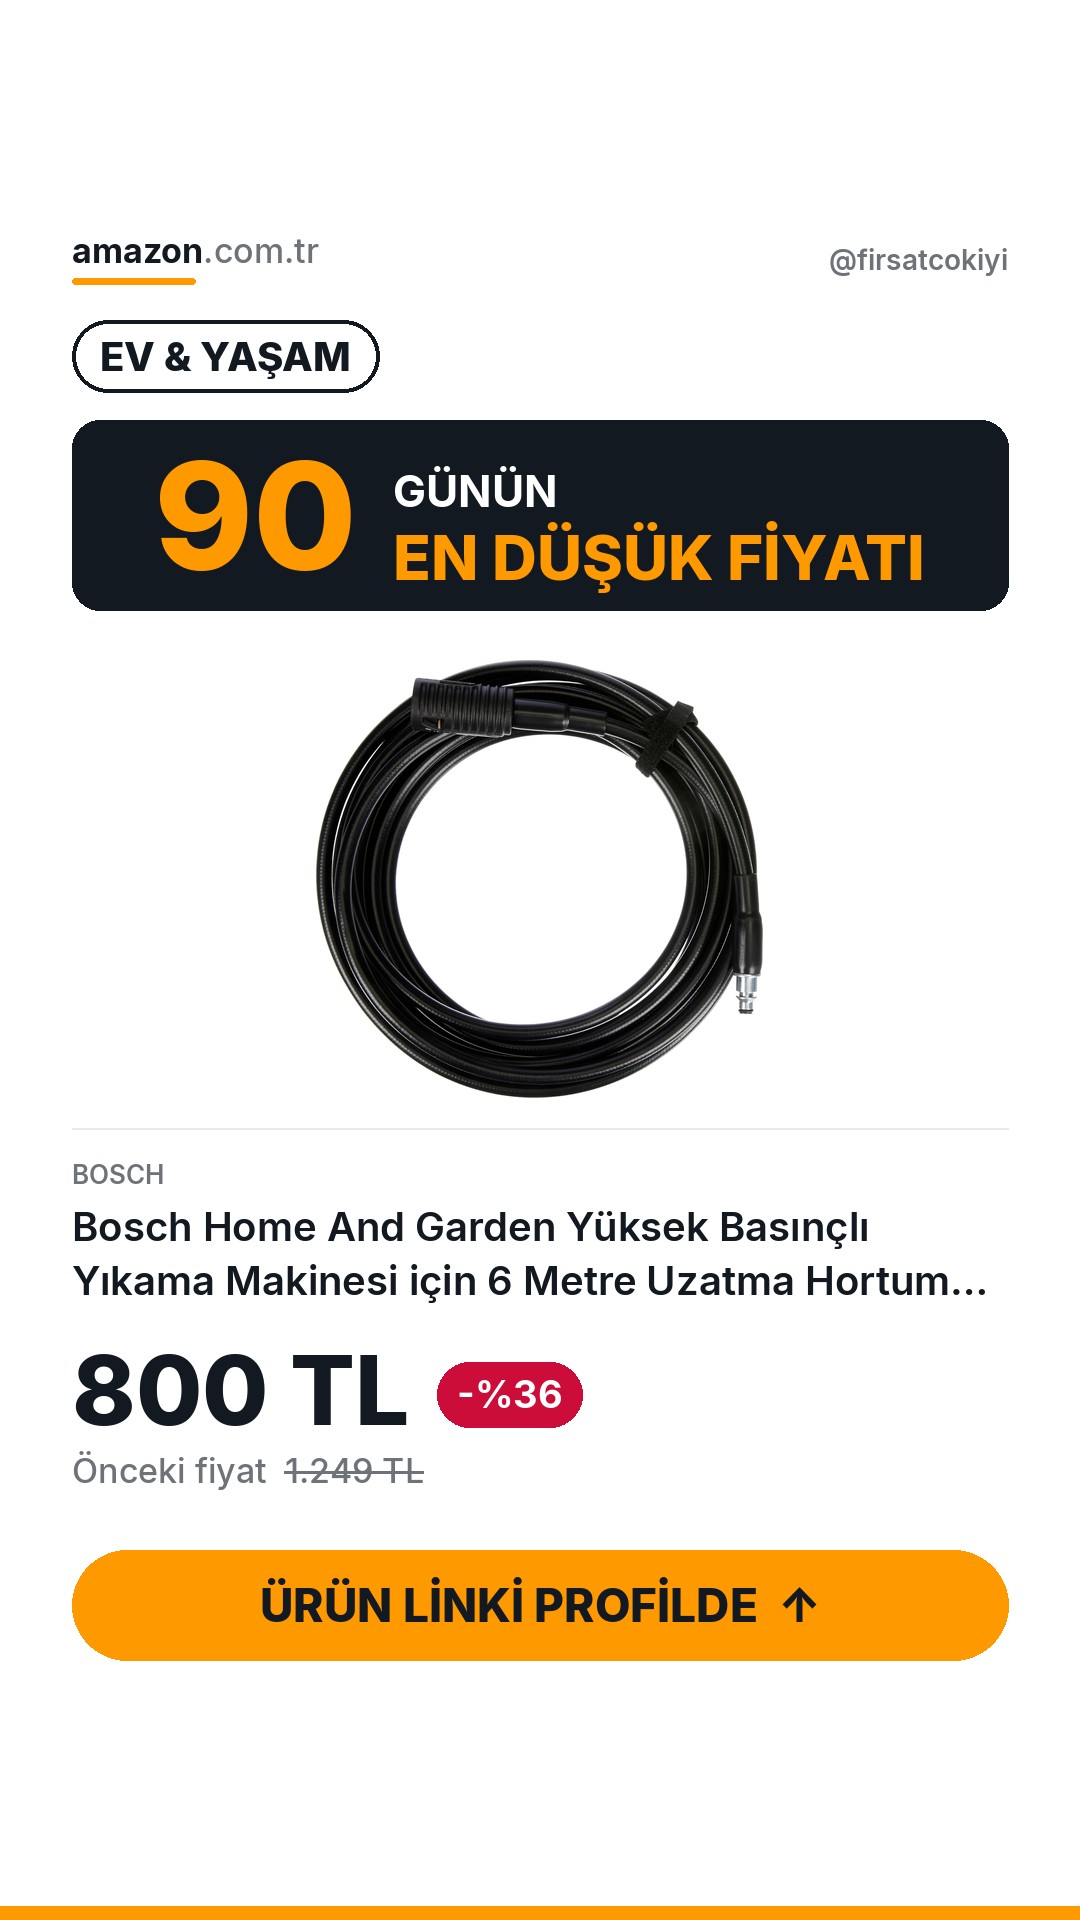 amazon.com.tr
@firsatcokiyi
EV & YAŞAM
90 GÜNÜN
EN DÜŞÜK FİYATI
BOSCH
Bosch Home And Garden Yüksek Basınçlı
Yıkama Makinesi için 6 Metre Uzatma Hortum...
800 TL -%36
Önceki fiyat 1.249 TL
ÜRÜN LİNKİ PROFİLDE ↑